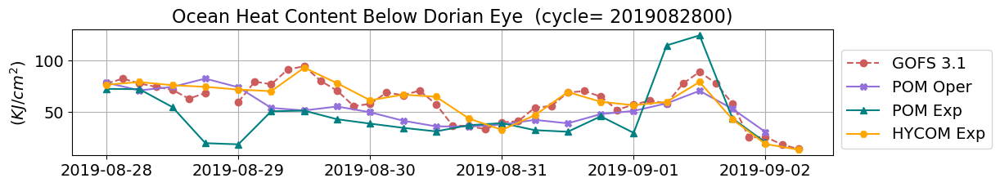 Ocean Heat Content Below Dorian Eye  (cycle= 2019082800)
(KJ/cm²)
100
50
2019-08-28 2019-08-29 2019-08-30 2019-08-31 2019-09-01 2019-09-02
GOFS 3.1
POM Oper
POM Exp
HYCOM Exp